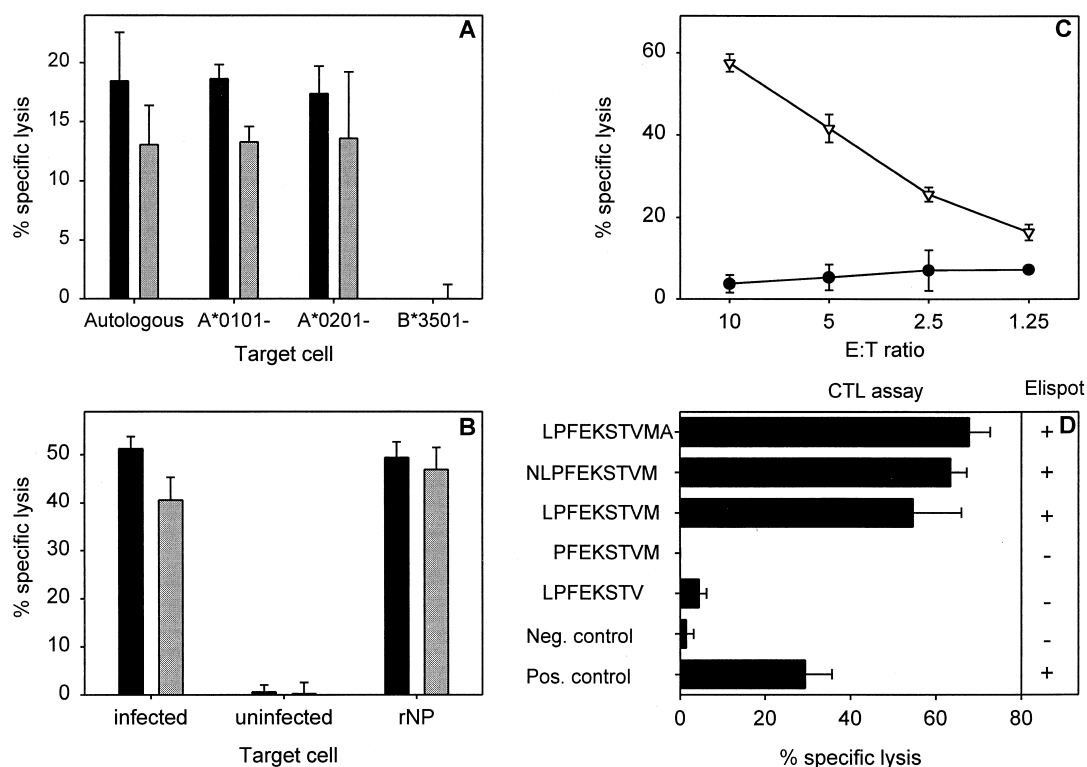 A
% specific lysis
20
15
10
5
0
Autologous A*0101- A*0201- B*3501-
Target cell
C
% specific lysis
60
40
20
0
10 5 2.5 1.25
E:T ratio
B
% specific lysis
50
40
30
20
10
0
infected uninfected rNP
Target cell
CTL assay Elispot
D
LPFEKSTVMA +
NLPFEKSTVM +
LPFEKSTVM +
PFEKSTVM -
LPFEKSTV -
Neg. control -
Pos. control +
0 20 40 60 80
% specific lysis